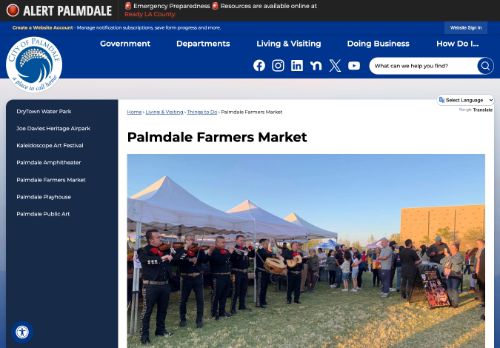 ALERT PALMDALE
🚨 Emergency Preparedness 🚨 Resources are available online at
Ready LA County.
Create a Website Account - Manage notification subscriptions, save form progress and more.
Website Sign In
CITY OF PALMDALE
a place to call home
Government
Departments
Living & Visiting
Doing Business
How Do I...
What can we help you find?
Select Language
Google Translate
DryTown Water Park
Joe Davies Heritage Airpark
Kaleidoscope Art Festival
Palmdale Amphitheater
Palmdale Farmers Market
Palmdale Playhouse
Palmdale Public Art
Home › Living & Visiting › Things to Do › Palmdale Farmers Market
Palmdale Farmers Market